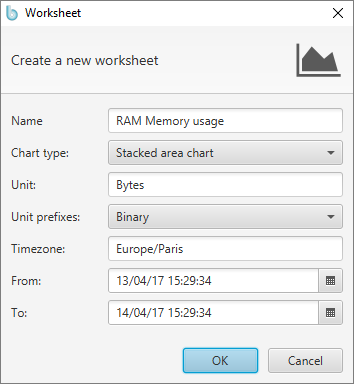 Worksheet
Create a new worksheet
Name RAM Memory usage
Chart type: Stacked area chart
Unit: Bytes
Unit prefixes: Binary
Timezone: Europe/Paris
From: 13/04/17 15:29:34
To: 14/04/17 15:29:34
OK Cancel